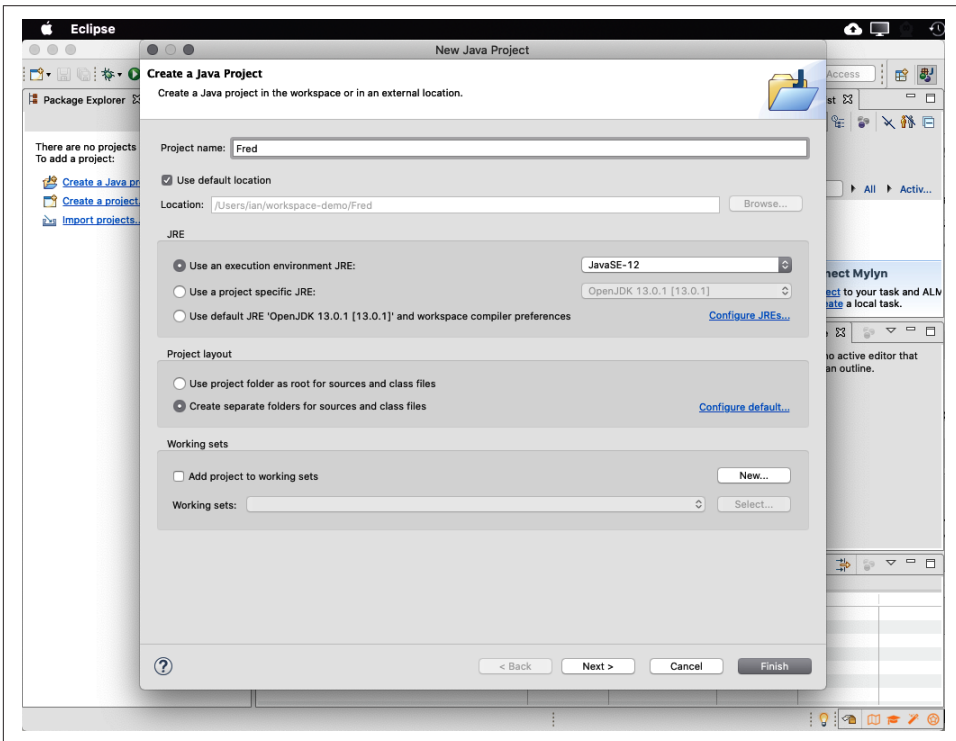 Eclipse
New Java Project
Create a Java Project
Create a Java project in the workspace or in an external location.
Access
Package Explorer
There are no projects
To add a project:
Create a Java pr
Create a project
Import projects..
Project name: Fred
Use default location
Location: /Users/ian/workspace-demo/Fred Browse...
JRE
Use an execution environment JRE: JavaSE-12
Use a project specific JRE: OpenJDK 13.0.1 [13.0.1]
Use default JRE 'OpenJDK 13.0.1 [13.0.1]' and workspace compiler preferences Configure JREs...
Project layout
Use project folder as root for sources and class files
Create separate folders for sources and class files Configure default...
Working sets
Add project to working sets New...
Working sets: Select...
? < Back Next > Cancel Finish
st
All Activ...
nect Mylyn
ect to your task and ALM
ate a local task.
no active editor that
an outline.